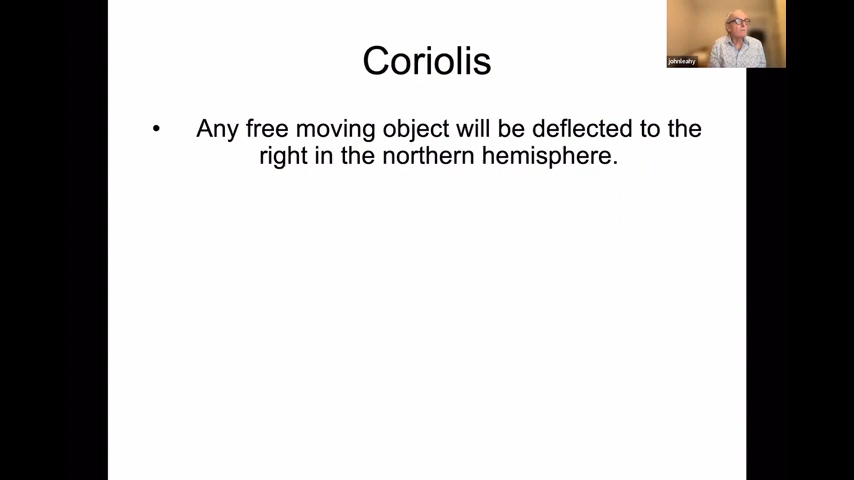 Coriolis
• Any free moving object will be deflected to the
right in the northern hemisphere.
johnleahy